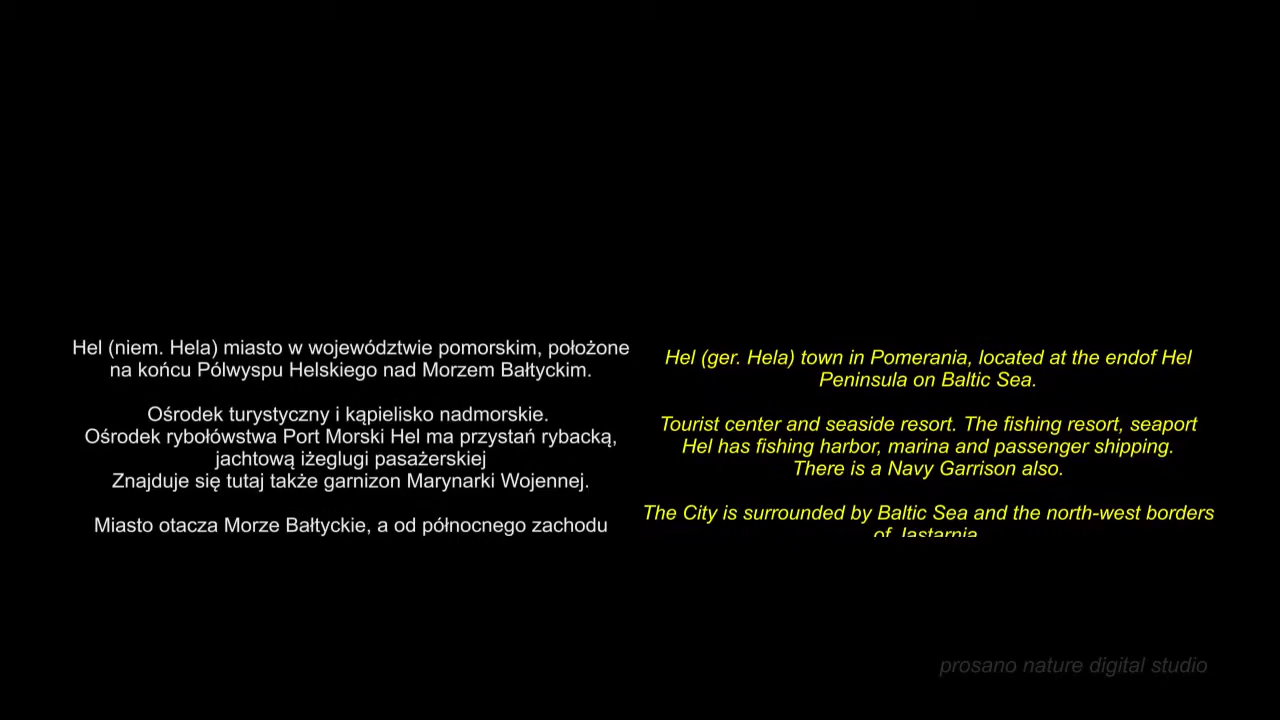 Hel (niem. Hela) miasto w województwie pomorskim, położone
na końcu Pólwyspu Helskiego nad Morzem Bałtyckim.
Ośrodek turystyczny i kąpielisko nadmorskie.
Ośrodek rybołówstwa Port Morski Hel ma przystań rybacką,
jachtową iżeglugi pasażerskiej
Znajduje się tutaj także garnizon Marynarki Wojennej.
Miasto otacza Morze Bałtyckie, a od północnego zachodu
Hel (ger. Hela) town in Pomerania, located at the endof Hel
Peninsula on Baltic Sea.
Tourist center and seaside resort. The fishing resort, seaport
Hel has fishing harbor, marina and passenger shipping.
There is a Navy Garrison also.
The City is surrounded by Baltic Sea and the north-west borders
of Jastarnia
prosano nature digital studio